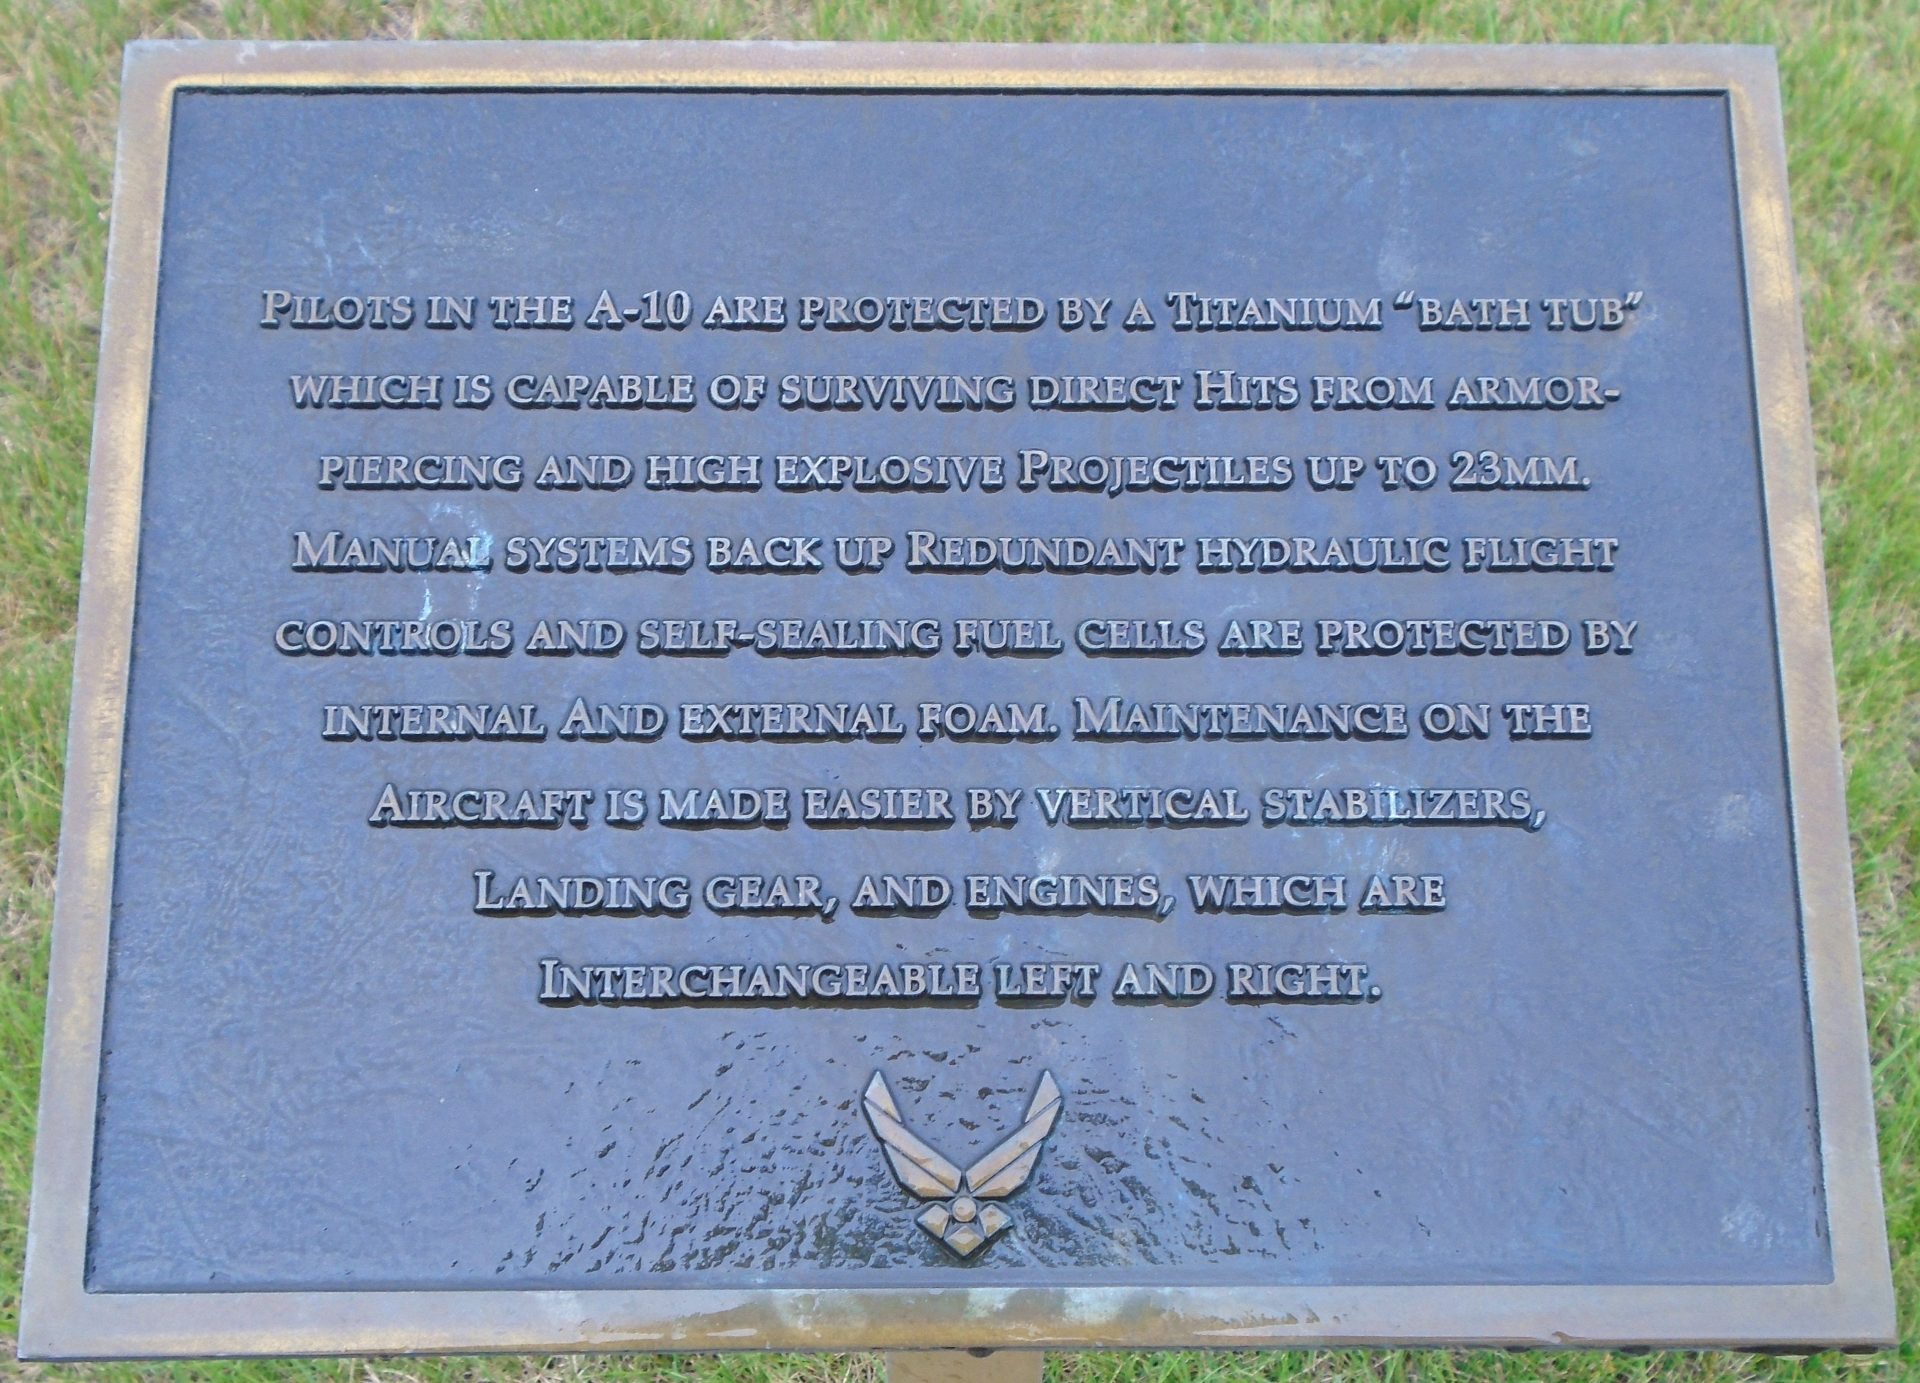 Pilots in the A-10 are protected by a Titanium “bath tub”
which is capable of surviving direct Hits from armor-
piercing and high explosive Projectiles up to 23mm.
Manual systems back up Redundant hydraulic flight
controls and self-sealing fuel cells are protected by
internal And external foam. Maintenance on the
Aircraft is made easier by vertical stabilizers,
Landing gear, and engines, which are
Interchangeable left and right.